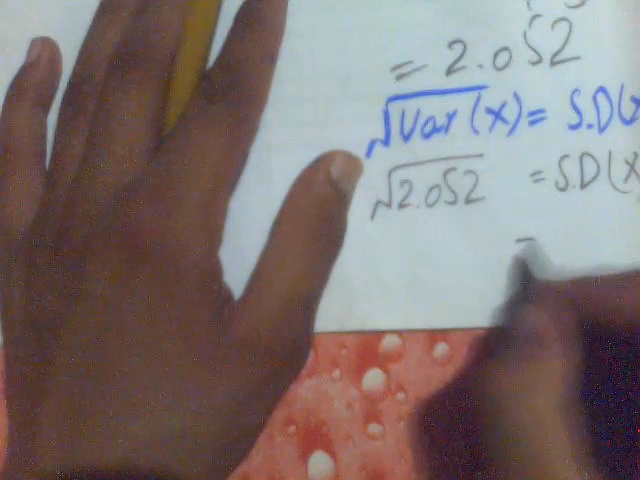 = 2.052
√Var(x) = S.D(x
√2.052 = S.D(x
=